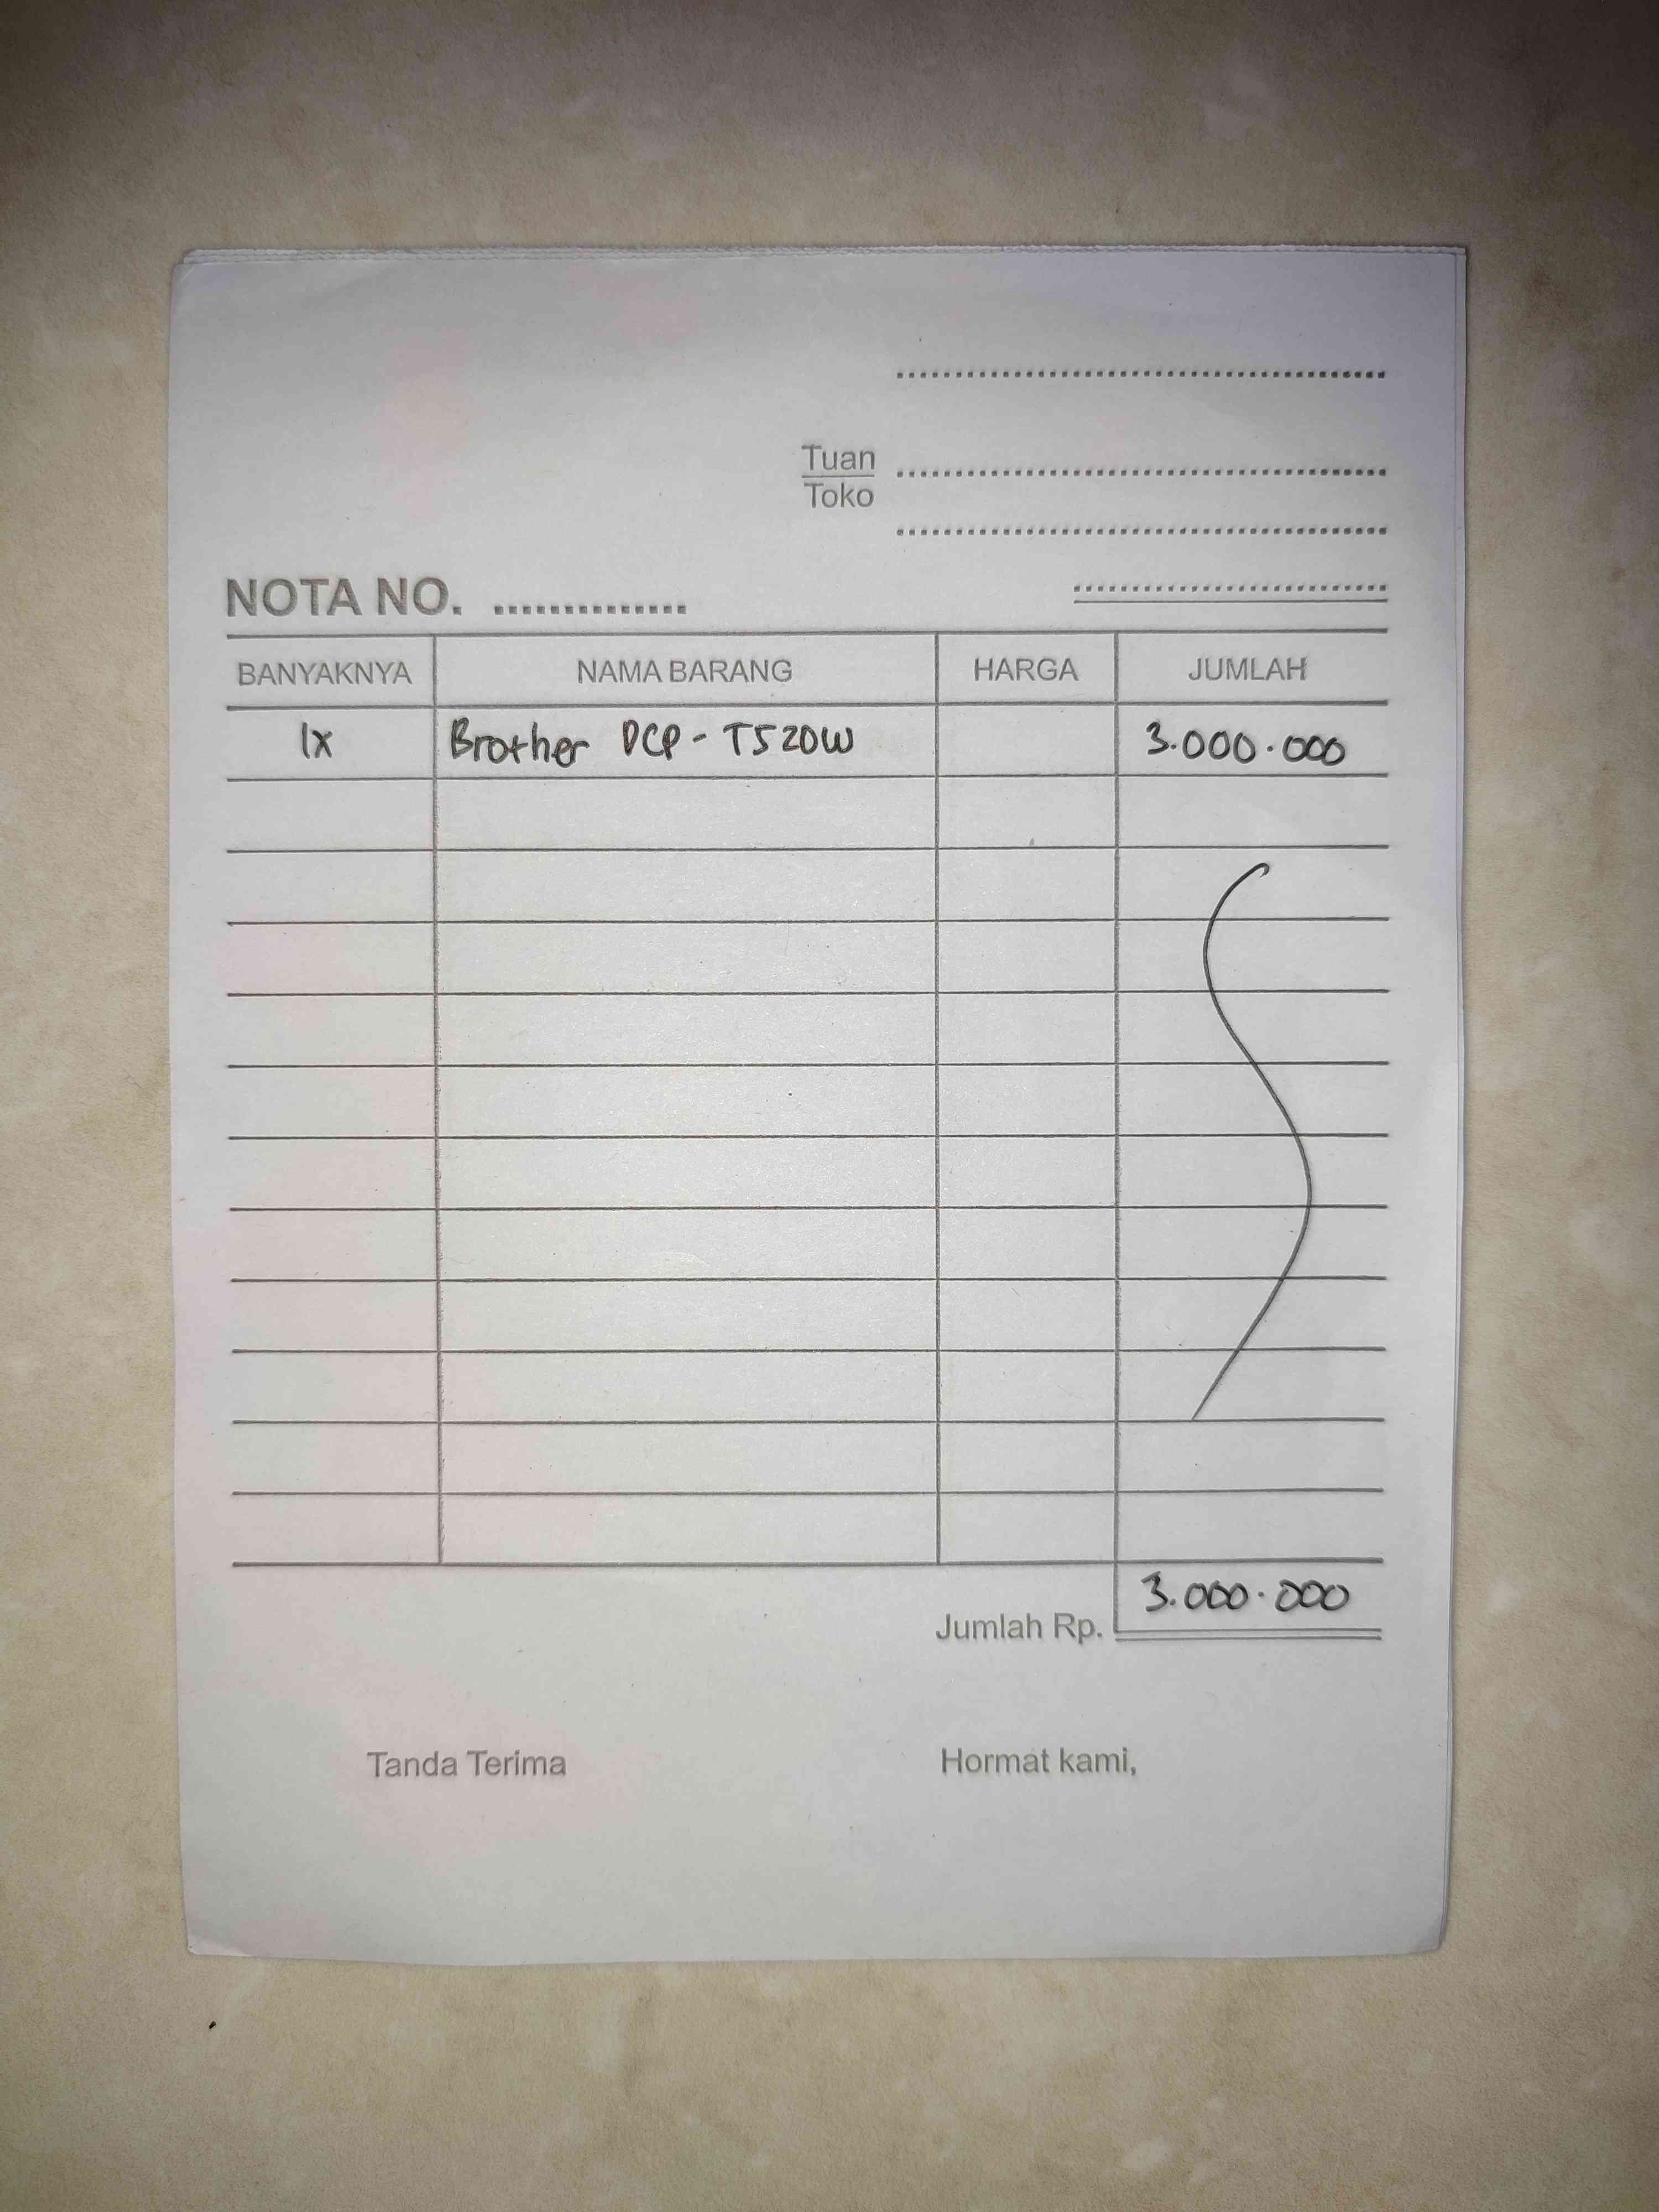 Tuan
Toko
NOTA NO. ...............
BANYAKNYA NAMA BARANG HARGA JUMLAH
1x Brother DCP - T520W 3.000.000
Jumlah Rp. 3.000.000
Tanda Terima Hormat kami,